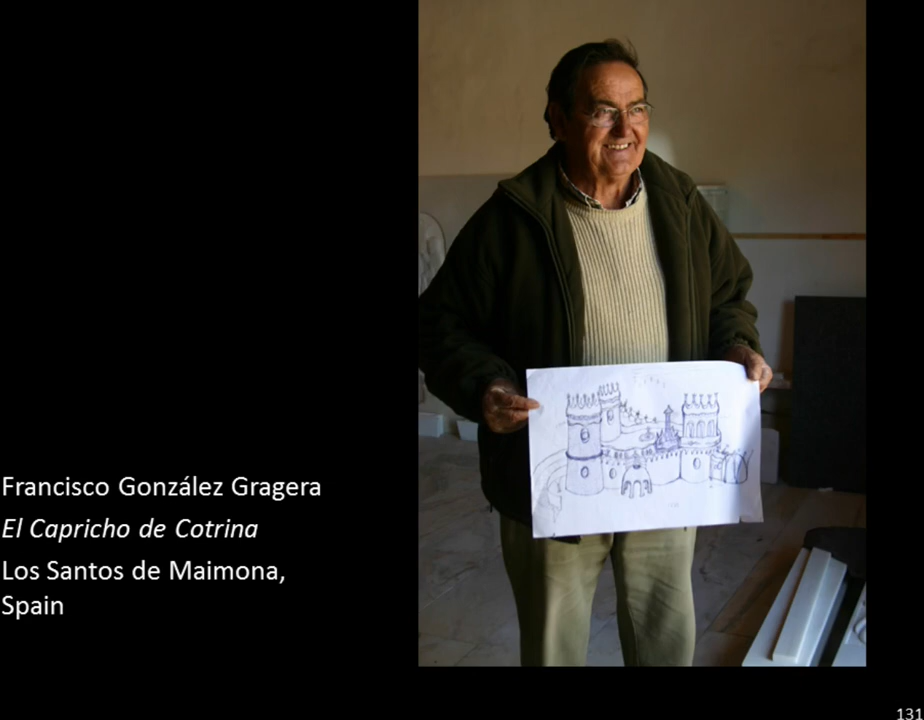 Francisco González Gragera
El Capricho de Cotrina
Los Santos de Maimona,
Spain
131